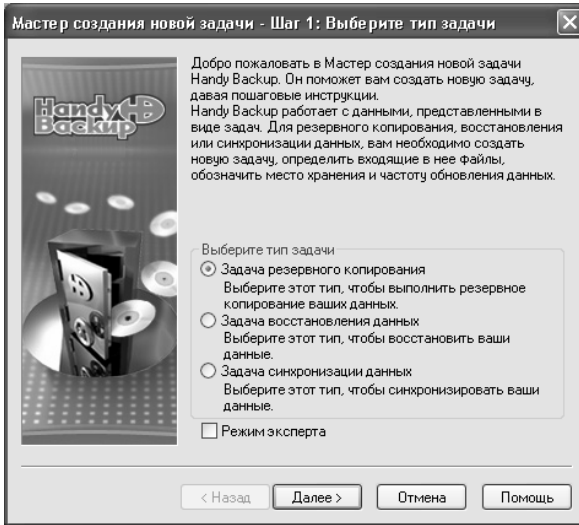 Мастер создания новой задачи - Шаг 1: Выберите тип задачи
Handy
Backup
Добро пожаловать в Мастер создания новой задачи
Handy Backup. Он поможет вам создать новую задачу,
давая пошаговые инструкции.
Handy Backup работает с данными, представленными в
виде задач. Для резервного копирования, восстановления
или синхронизации данных, вам необходимо создать
новую задачу, определить входящие в нее файлы,
обозначить место хранения и частоту обновления данных.
Выберите тип задачи
Задача резервного копирования
Выберите этот тип, чтобы выполнить резервное
копирование ваших данных.
Задача восстановления данных
Выберите этот тип, чтобы восстановить ваши
данные.
Задача синхронизации данных
Выберите этот тип, чтобы синхронизировать ваши
данные.
Режим эксперта
< Назад Далее > Отмена Помощь